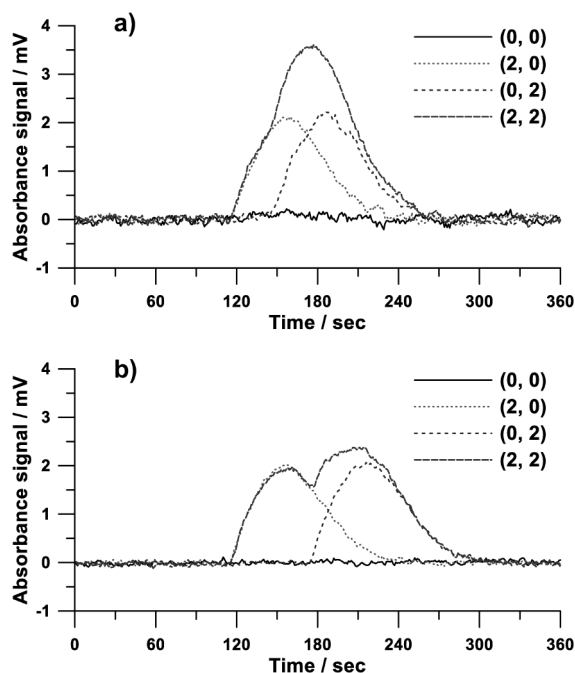 a)
Absorbance signal / mV
4
3
2
1
0
-1
(0, 0)
(2, 0)
(0, 2)
(2, 2)
0 60 120 180 240 300 360
Time / sec
b)
Absorbance signal / mV
4
3
2
1
0
-1
(0, 0)
(2, 0)
(0, 2)
(2, 2)
0 60 120 180 240 300 360
Time / sec